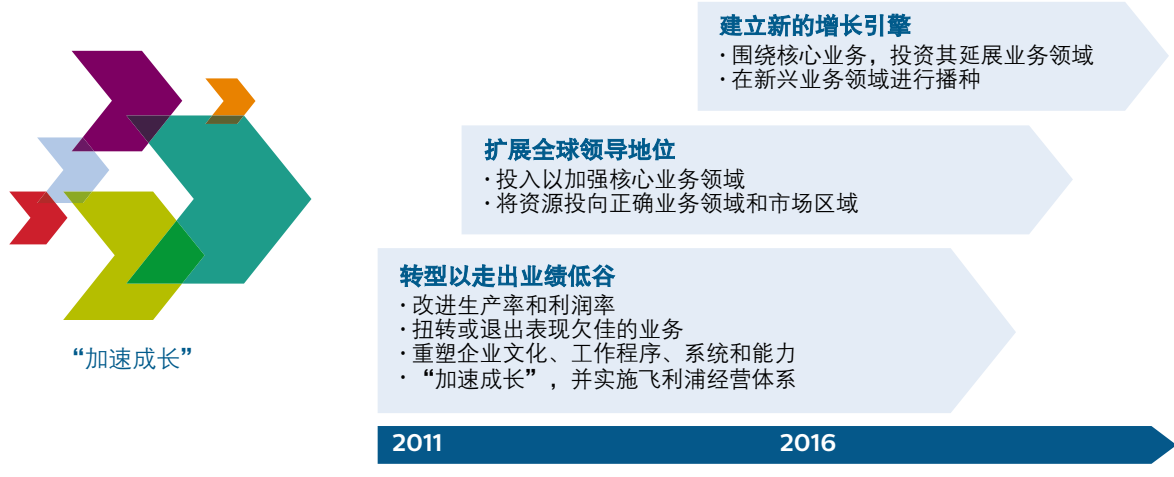 建立新的增长引擎
· 围绕核心业务，投资其延展业务领域
· 在新兴业务领域进行播种
扩展全球领导地位
· 投入以加强核心业务领域
· 将资源投向正确业务领域和市场区域
转型以走出业绩低谷
· 改进生产率和利润率
· 扭转或退出表现欠佳的业务
· 重塑企业文化、工作程序、系统和能力
· “加速成长”，并实施飞利浦经营体系
“加速成长”
2011 2016